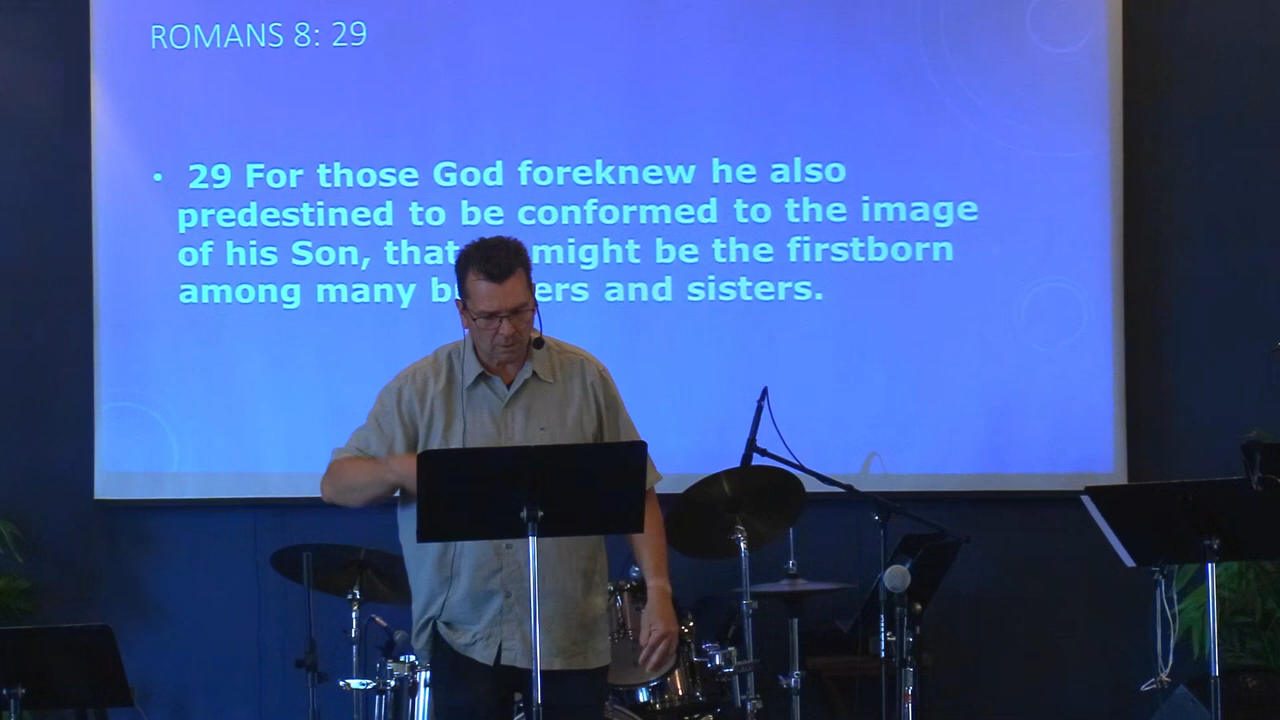 ROMANS 8: 29
• 29 For those God foreknew he also
predestined to be conformed to the image
of his Son, that might be the firstborn
among many and sisters.